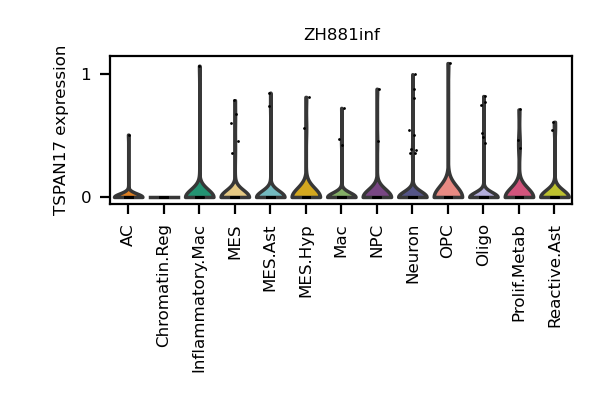 ZH881inf
TSPAN17 expression
1
0
AC
Chromatin.Reg
Inflammatory.Mac
MES
MES.Ast
MES.Hyp
Mac
NPC
Neuron
OPC
Oligo
Prolif.Metab
Reactive.Ast